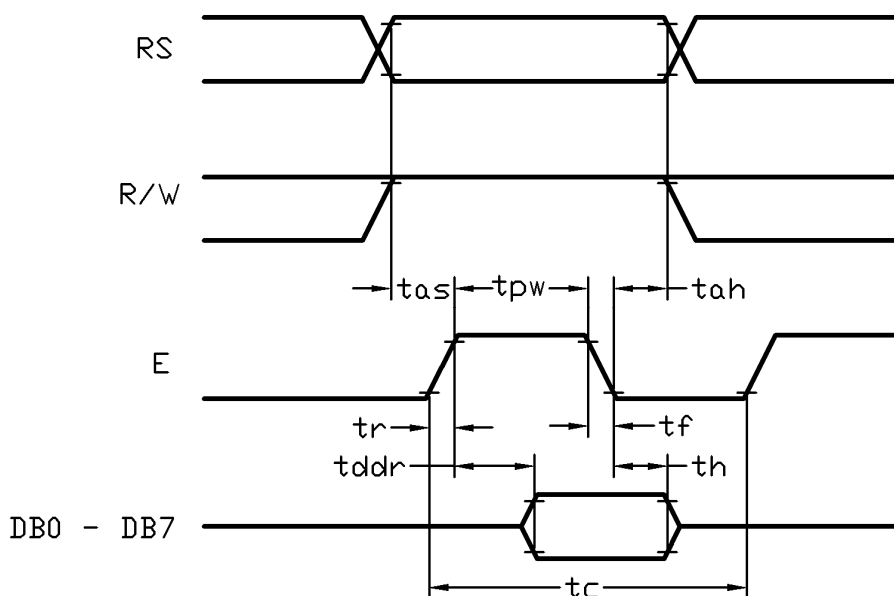 RS
R/W
tas tpw tah
E
tr tf
tddr th
DB0 - DB7
tc